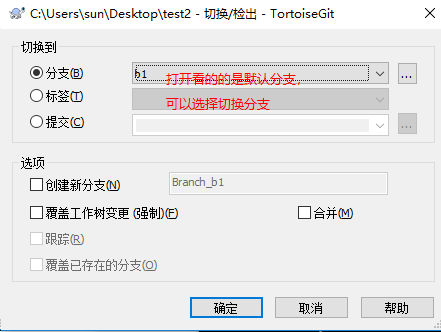 C:\Users\sun\Desktop\test2 - 切换/检出 - TortoiseGit
切换到
分支(B)
b1
...
打开看的的是默认分支，
标签(T)
可以选择切换分支
提交(C)
...
选项
创建新分支(N)
Branch_b1
覆盖工作树变更 (强制)(F)
合并(M)
跟踪(R)
覆盖已存在的分支(O)
确定
取消
帮助